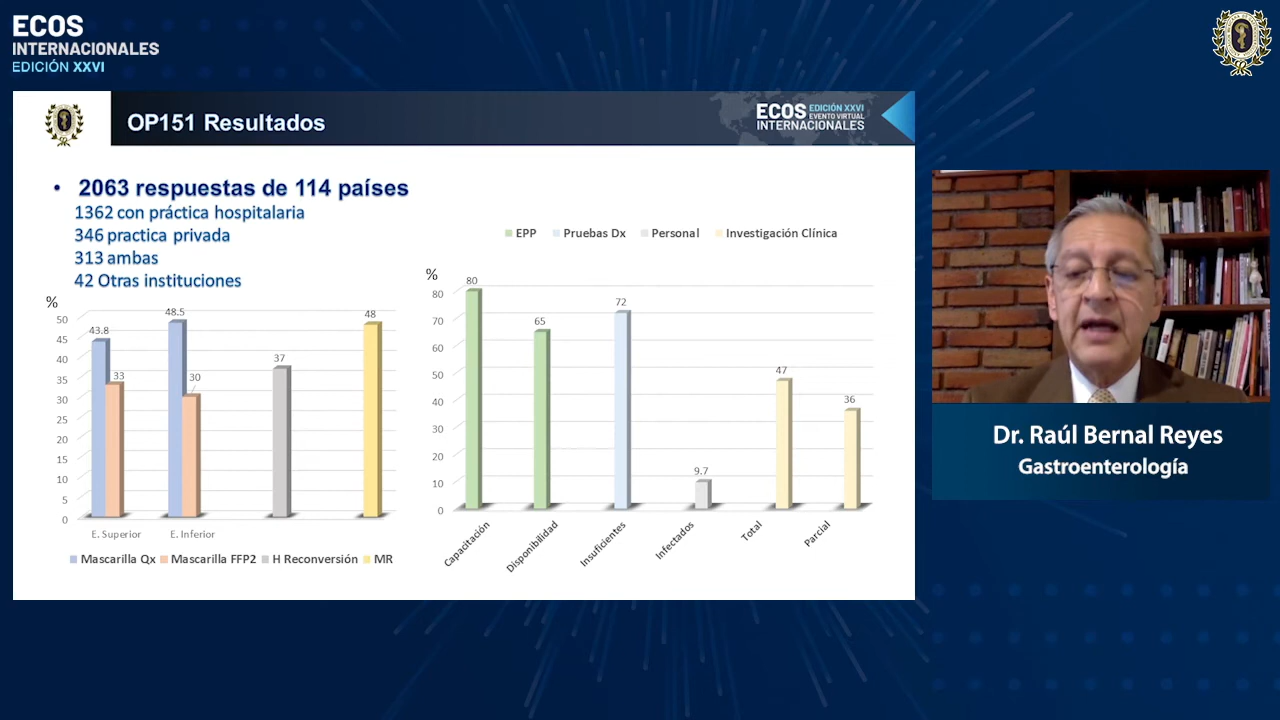 ECOS
INTERNACIONALES
EDICIÓN XXVI
OP151 Resultados
ECOS EDICIÓN XXVI
EVENTO VIRTUAL
INTERNACIONALES
• 2063 respuestas de 114 países
1362 con práctica hospitalaria
346 practica privada
313 ambas
42 Otras instituciones
%
50
45
40
35
30
25
20
15
10
5
0
43.8
33
48.5
30
37
48
E. Superior
E. Inferior
Mascarilla Qx Mascarilla FFP2 H Reconversión MR
EPP Pruebas Dx Personal Investigación Clínica
%
80
70
60
50
40
30
20
10
0
80
65
72
9.7
47
36
Capacitación
Disponibilidad
Insuficientes
Infectados
Total
Parcial
Dr. Raúl Bernal Reyes
Gastroenterología